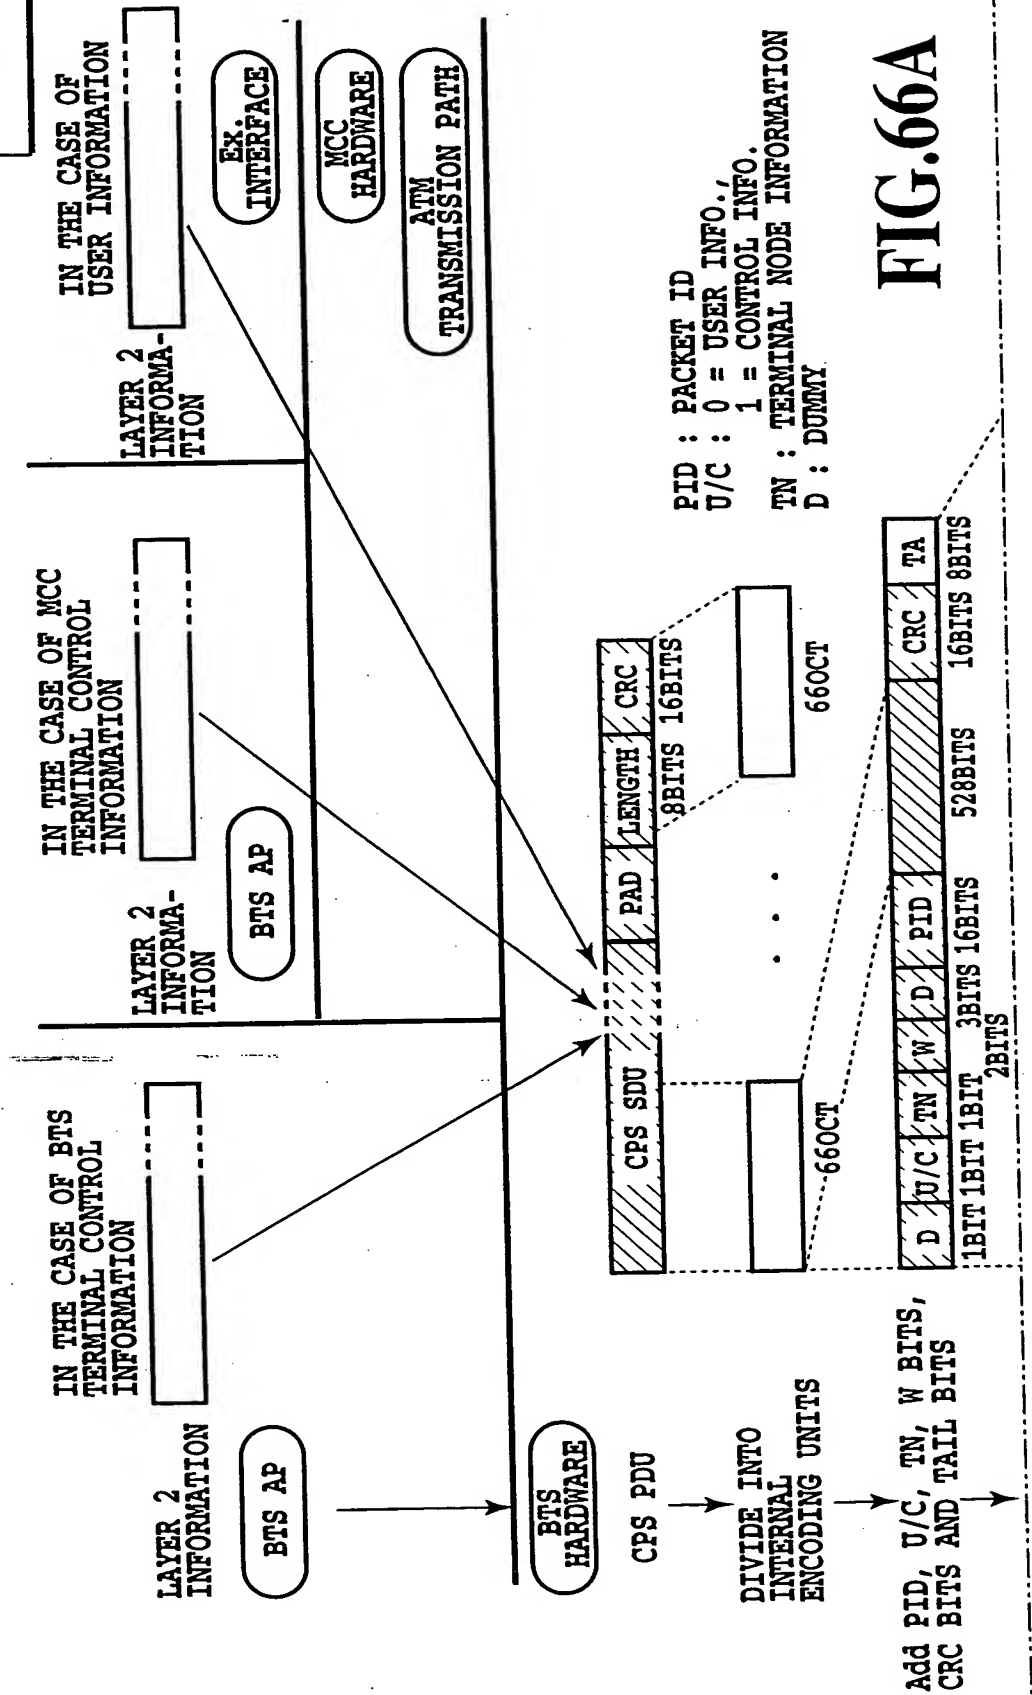 IN THE CASE OF BTS
TERMINAL CONTROL
INFORMATION
LAYER 2
INFORMATION
BTS AP
IN THE CASE OF MCC
TERMINAL CONTROL
INFORMATION
LAYER 2
INFORMA-
TION
BTS AP
IN THE CASE OF
USER INFORMATION
LAYER 2
INFORMA-
TION
Ex.
INTERFACE
MCC
HARDWARE
ATM
TRANSMISSION PATH
BTS
HARDWARE
CPS PDU
CPS SDU PAD LENGTH CRC
8BITS 16BITS
DIVIDE INTO
INTERNAL
ENCODING UNITS
66OCT
. . .
66OCT
PID : PACKET ID
U/C : 0 = USER INFO.,
1 = CONTROL INFO.
TN : TERMINAL NODE INFORMATION
D : DUMMY
Add PID, U/C, TN, W BITS,
CRC BITS AND TAIL BITS
D U/C TN W D PID CRC TA
1BIT 1BIT 1BIT 3BITS 16BITS 528BITS 16BITS 8BITS
2BITS
FIG.66A